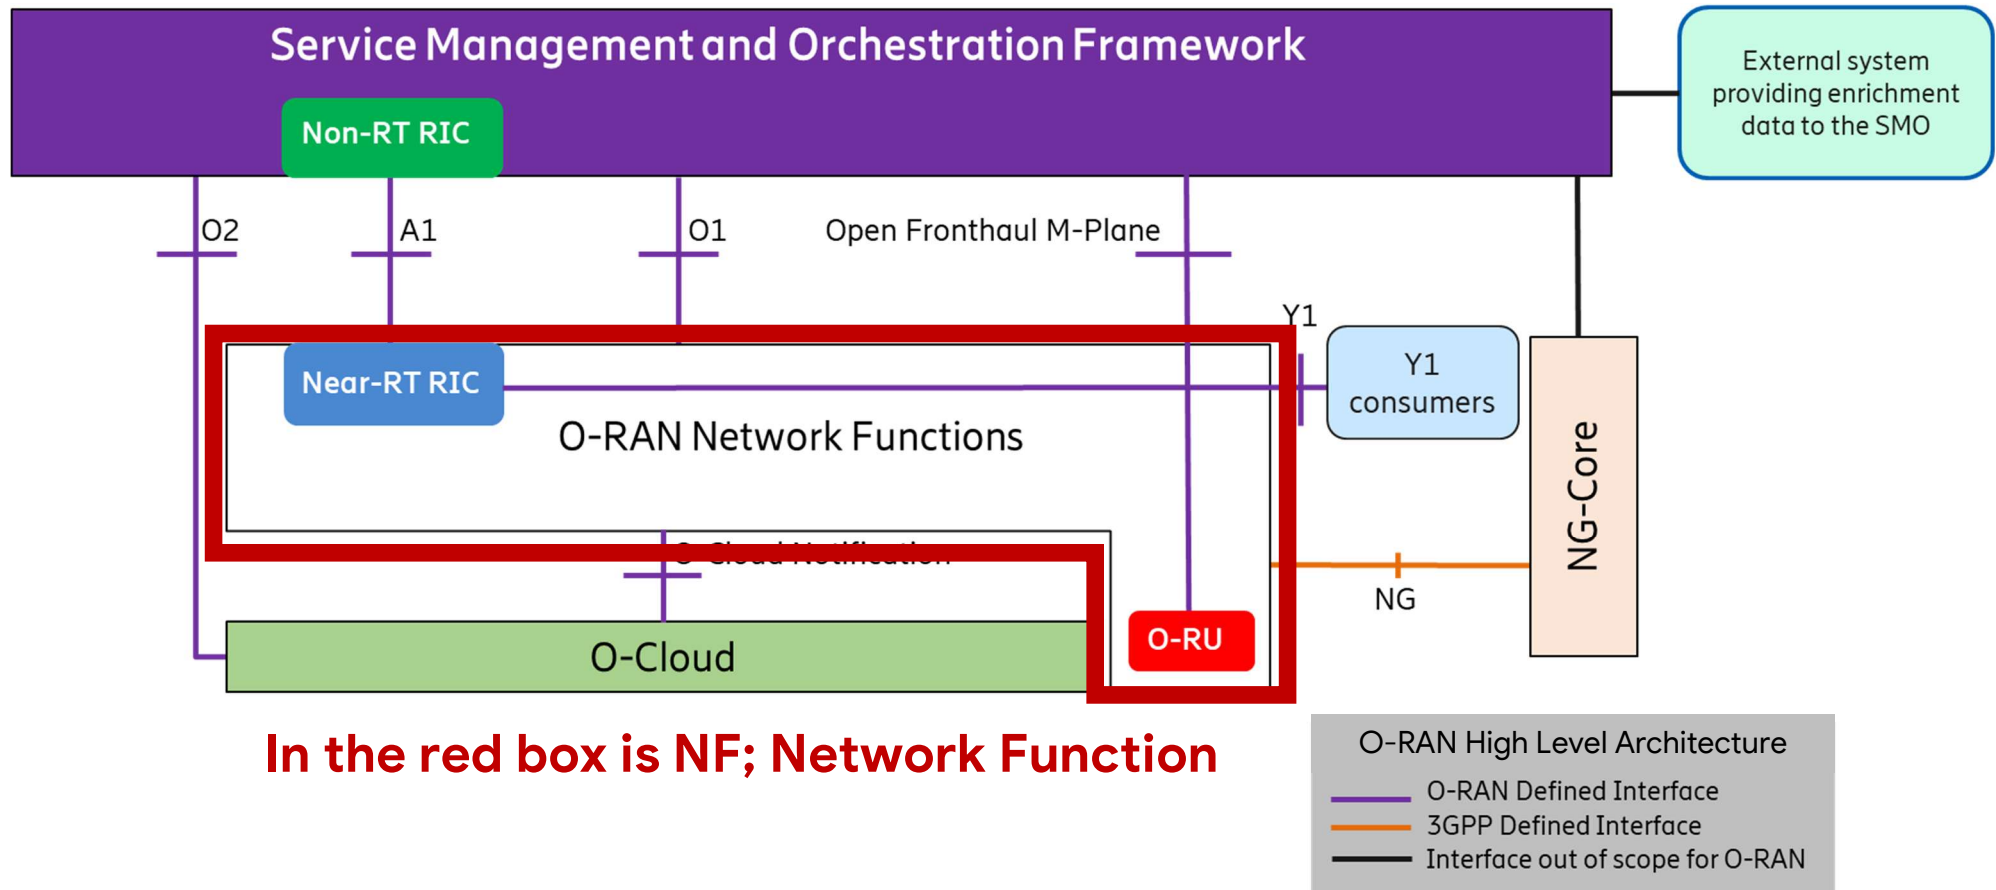 Service Management and Orchestration Framework
Non-RT RIC
External system
providing enrichment
data to the SMO
O2
A1
O1
Open Fronthaul M-Plane
Y1
Near-RT RIC
Y1
consumers
O-RAN Network Functions
NG-Core
O-Cloud Notification
NG
O-RU
O-Cloud
In the red box is NF; Network Function
O-RAN High Level Architecture
O-RAN Defined Interface
3GPP Defined Interface
Interface out of scope for O-RAN